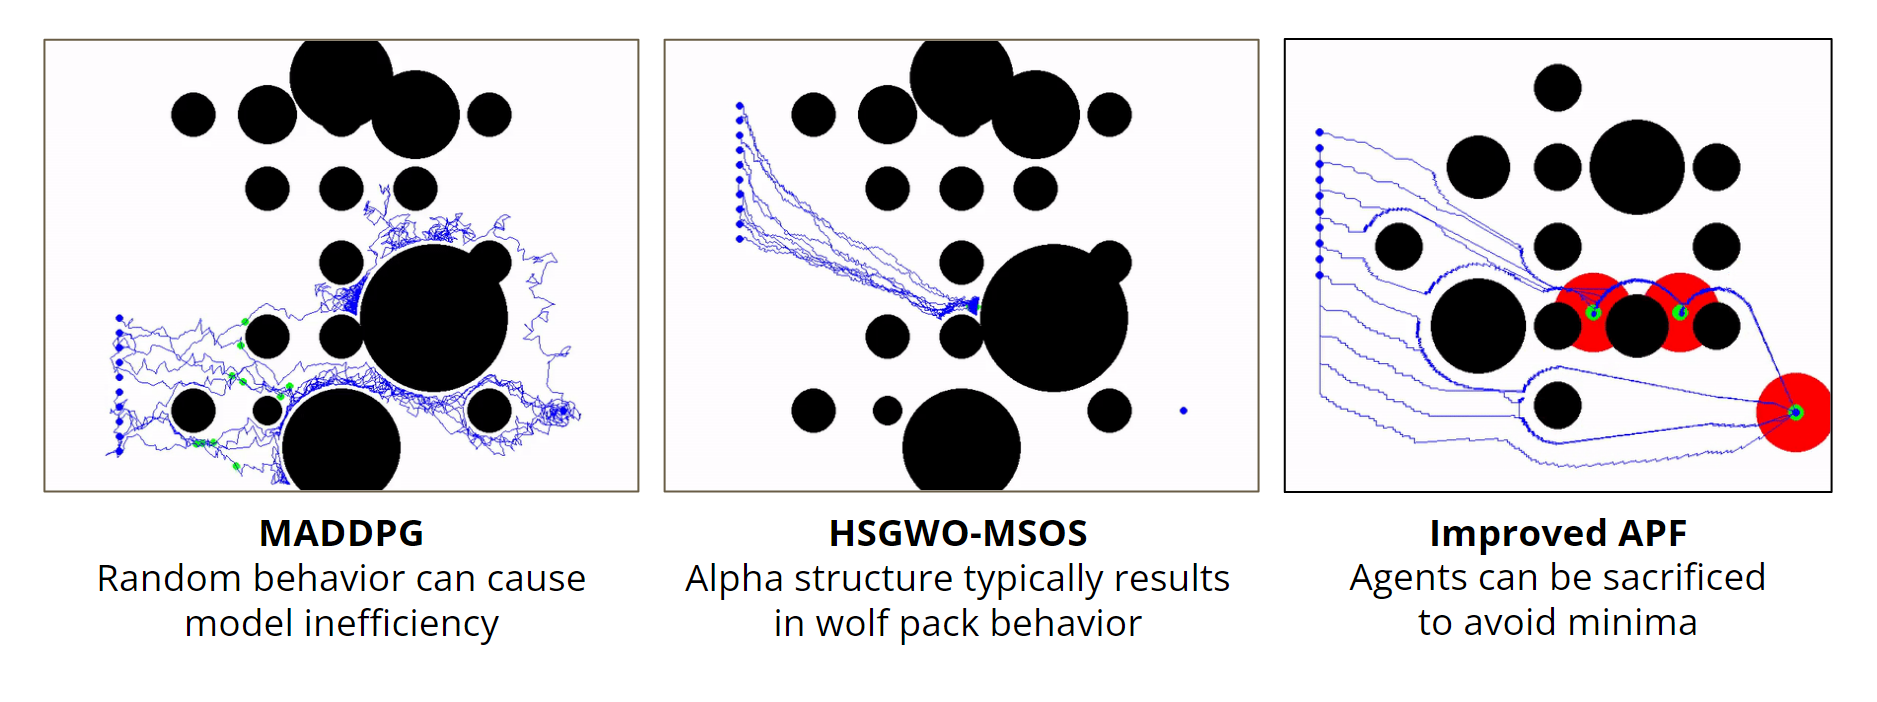 MADDPG
Random behavior can cause
model inefficiency
HSGWO-MSOS
Alpha structure typically results
in wolf pack behavior
Improved APF
Agents can be sacrificed
to avoid minima